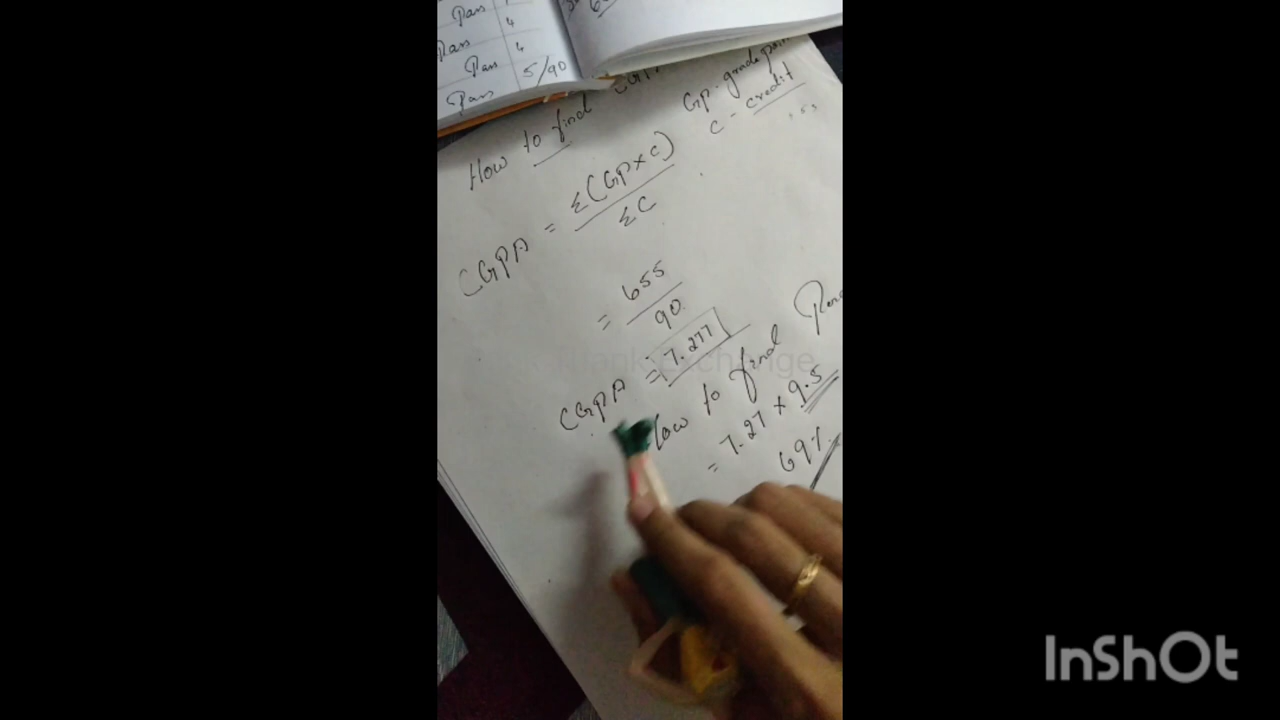 Pass
4
Pass
4
Pass
5/90
Pass
How to find CGPA
GP - grade point
C - credit
CGPA = Σ(GP×C)
ΣC
= 655
90
CGPA = 7.277
How to find
= 7.27 × 9.5
69%
InShOt